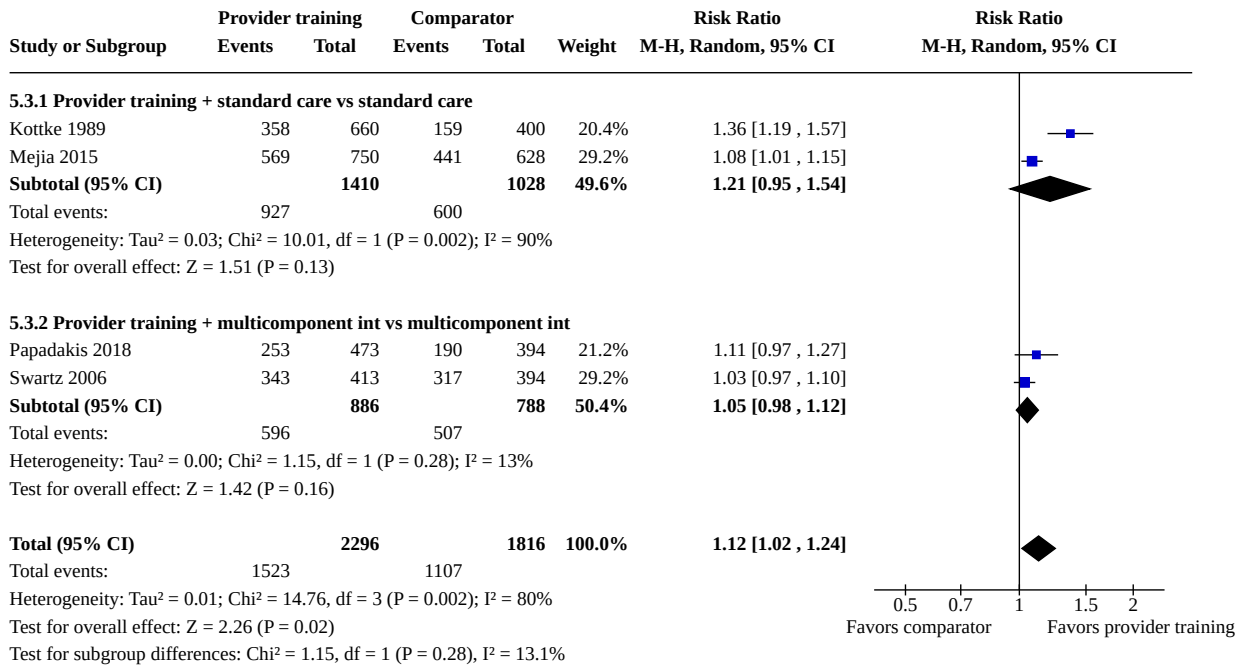 Provider training Comparator Risk Ratio Risk Ratio
Study or Subgroup Events Total Events Total Weight M-H, Random, 95% CI M-H, Random, 95% CI
5.3.1 Provider training + standard care vs standard care
Kottke 1989 358 660 159 400 20.4% 1.36 [1.19 , 1.57]
Mejia 2015 569 750 441 628 29.2% 1.08 [1.01 , 1.15]
Subtotal (95% CI) 1410 1028 49.6% 1.21 [0.95 , 1.54]
Total events: 927 600
Heterogeneity: Tau² = 0.03; Chi² = 10.01, df = 1 (P = 0.002); I² = 90%
Test for overall effect: Z = 1.51 (P = 0.13)
5.3.2 Provider training + multicomponent int vs multicomponent int
Papadakis 2018 253 473 190 394 21.2% 1.11 [0.97 , 1.27]
Swartz 2006 343 413 317 394 29.2% 1.03 [0.97 , 1.10]
Subtotal (95% CI) 886 788 50.4% 1.05 [0.98 , 1.12]
Total events: 596 507
Heterogeneity: Tau² = 0.00; Chi² = 1.15, df = 1 (P = 0.28); I² = 13%
Test for overall effect: Z = 1.42 (P = 0.16)
Total (95% CI) 2296 1816 100.0% 1.12 [1.02 , 1.24]
Total events: 1523 1107
Heterogeneity: Tau² = 0.01; Chi² = 14.76, df = 3 (P = 0.002); I² = 80%
Test for overall effect: Z = 2.26 (P = 0.02)
Test for subgroup differences: Chi² = 1.15, df = 1 (P = 0.28), I² = 13.1%
0.5 0.7 1 1.5 2
Favors comparator Favors provider training